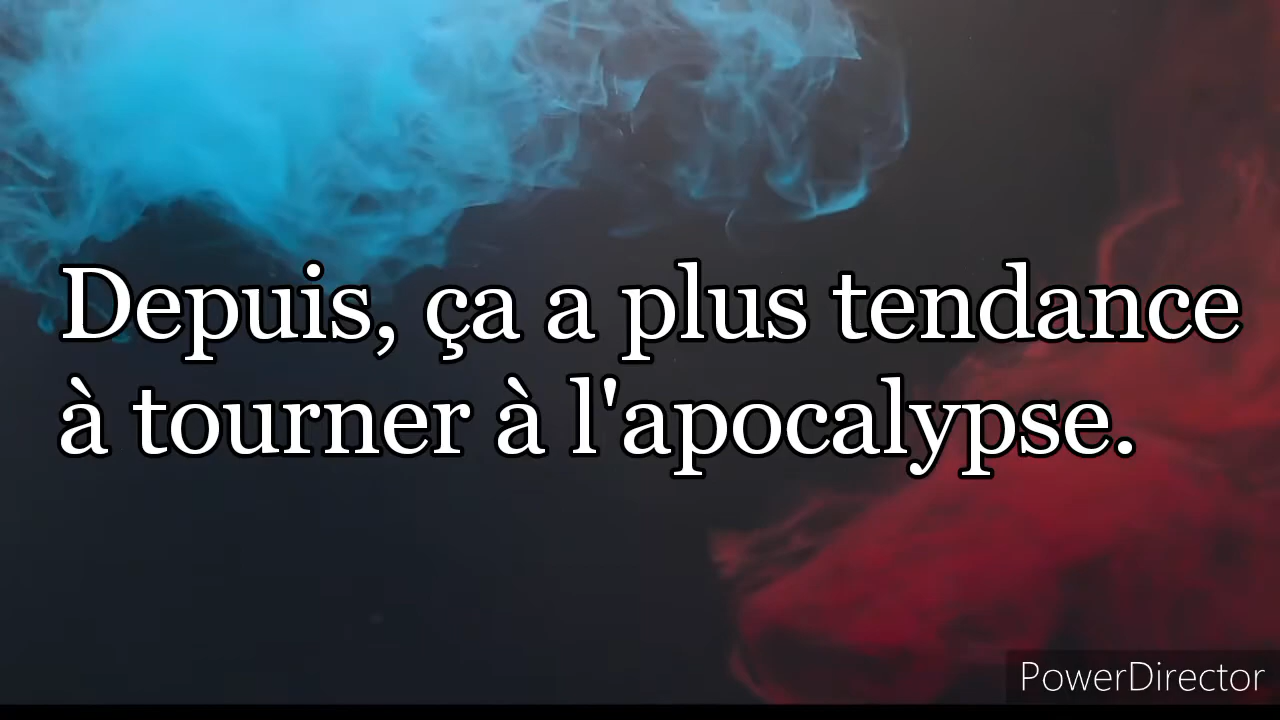 Depuis, ça a plus tendance
à tourner à l'apocalypse.
PowerDirector